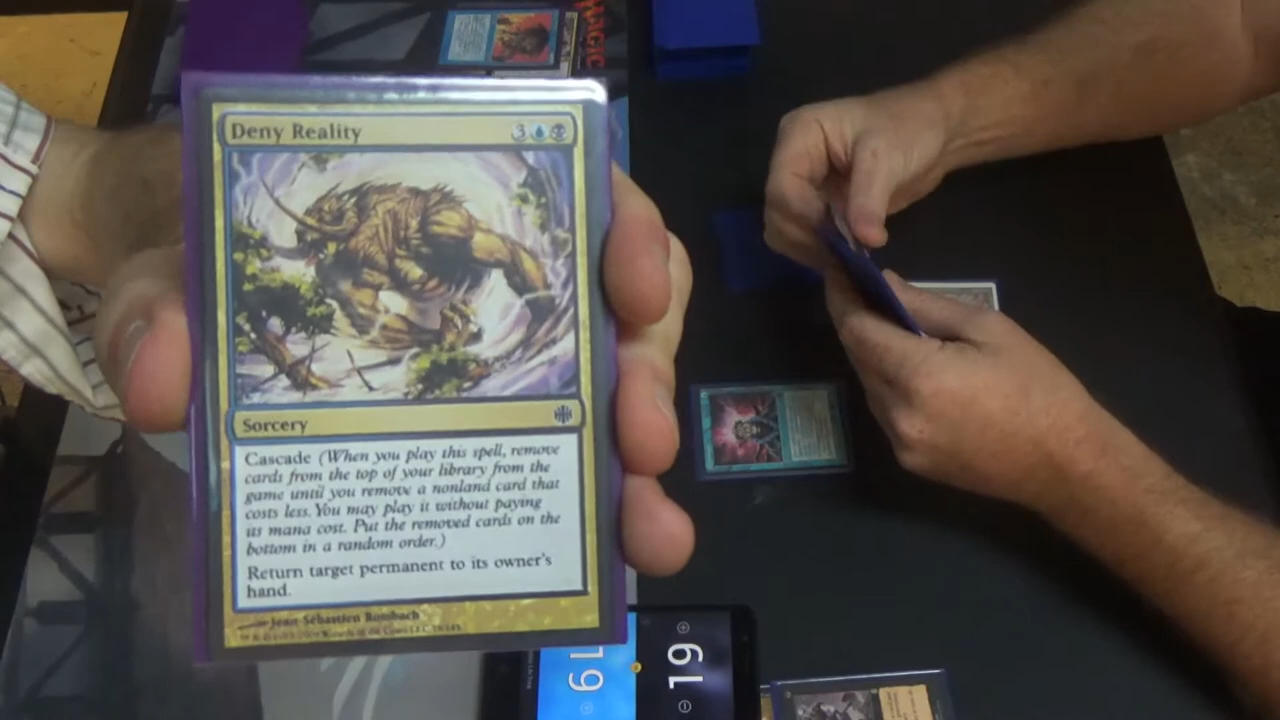 MAGIC
Deny Reality 3
Sorcery
Cascade (When you play this spell, remove
cards from the top of your library from the
game until you remove a nonland card that
costs less. You may play it without paying
its mana cost. Put the removed cards on the
bottom in a random order.)
Return target permanent to its owner's
hand.
Jean-Sébastien Rossbach
19
19